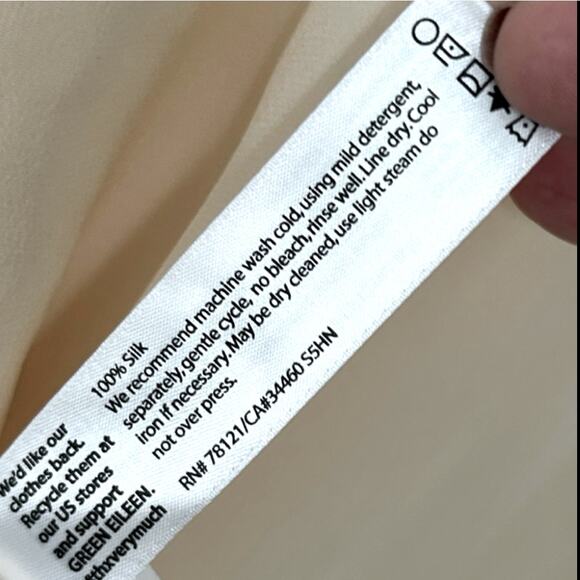 100% Silk
We recommend machine wash cold, using mild detergent,
separately, gentle cycle, no bleach, rinse well. Line dry. Cool
iron if necessary. May be dry cleaned, use light steam do
not over press.
RN# 78121/CA#34460 S5HN
We'd like our
clothes back.
Recycle them at
our US stores
and support
GREEN EILEEN.
#thxverymuch